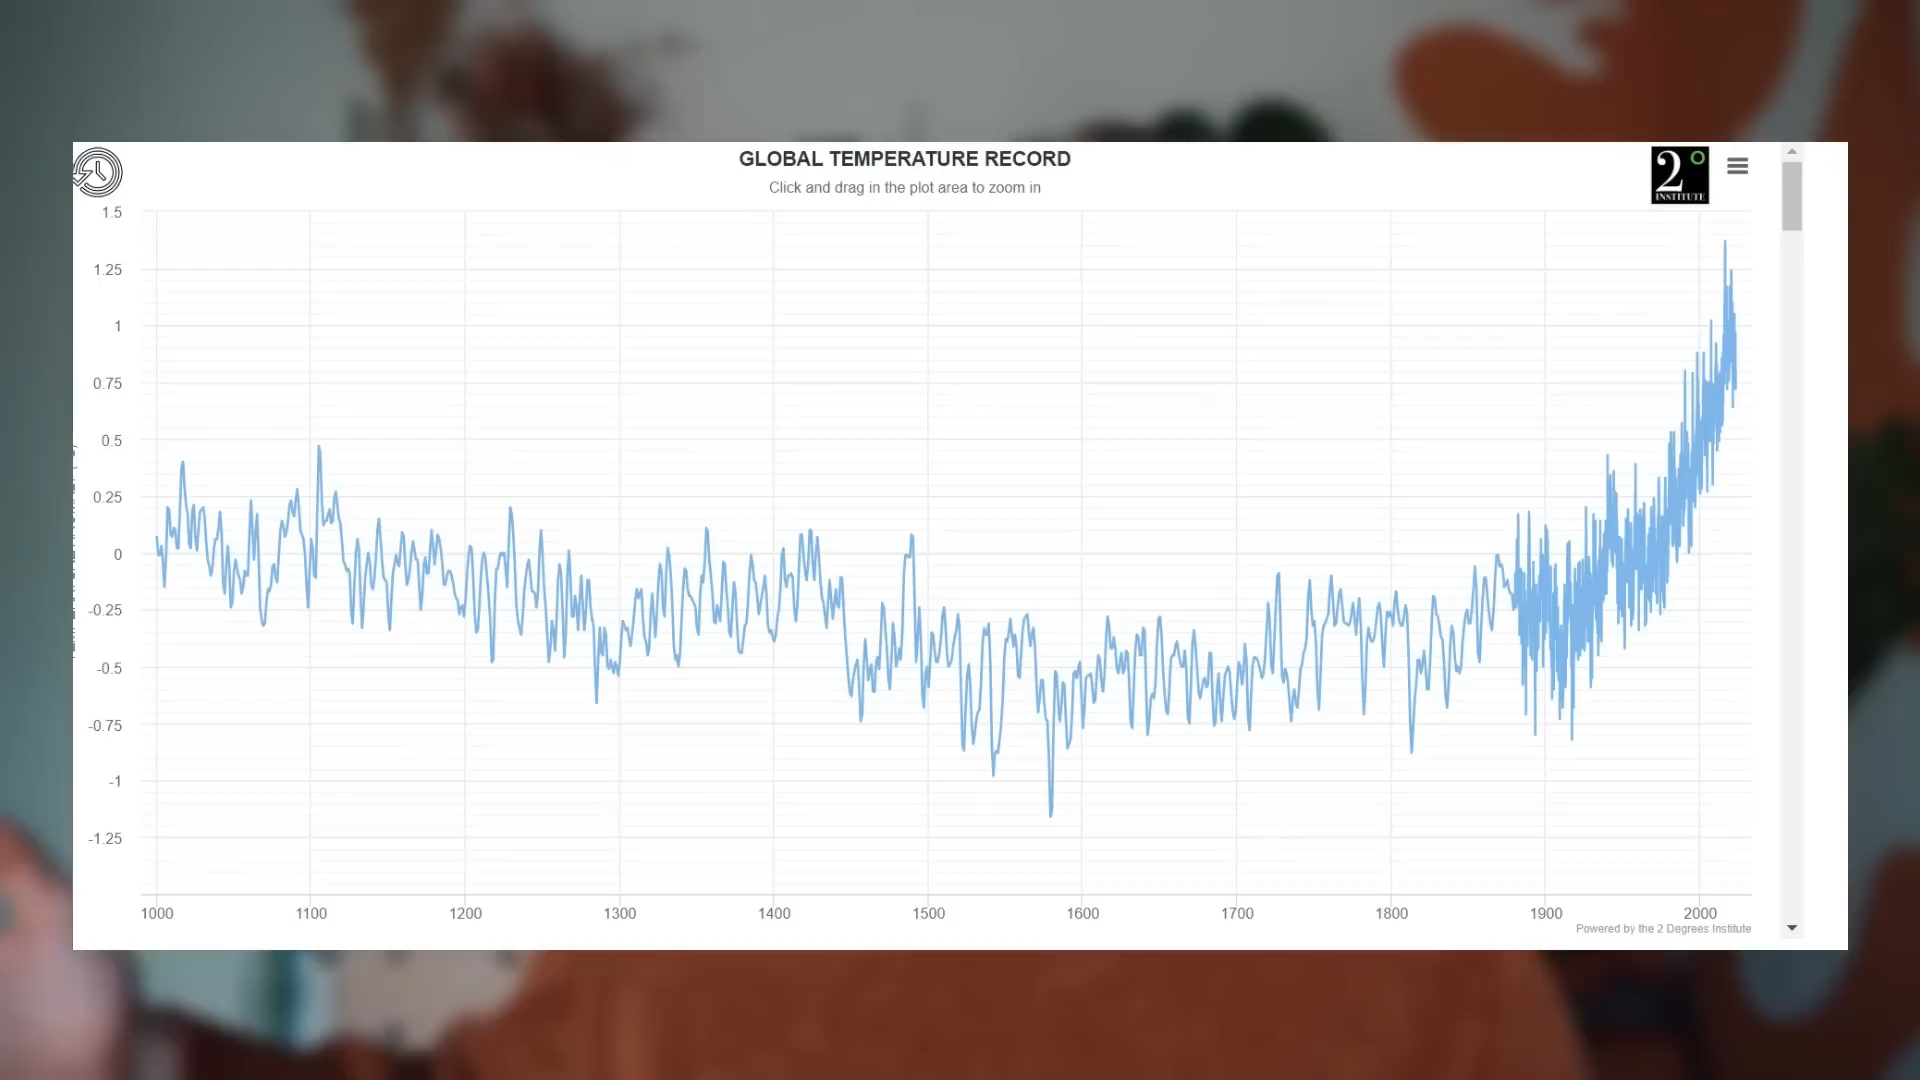 GLOBAL TEMPERATURE RECORD
Click and drag in the plot area to zoom in
2°
INSTITUTE
1.5
1.25
1
0.75
0.5
0.25
0
-0.25
-0.5
-0.75
-1
-1.25
1000 1100 1200 1300 1400 1500 1600 1700 1800 1900 2000
Powered by the 2 Degrees Institute